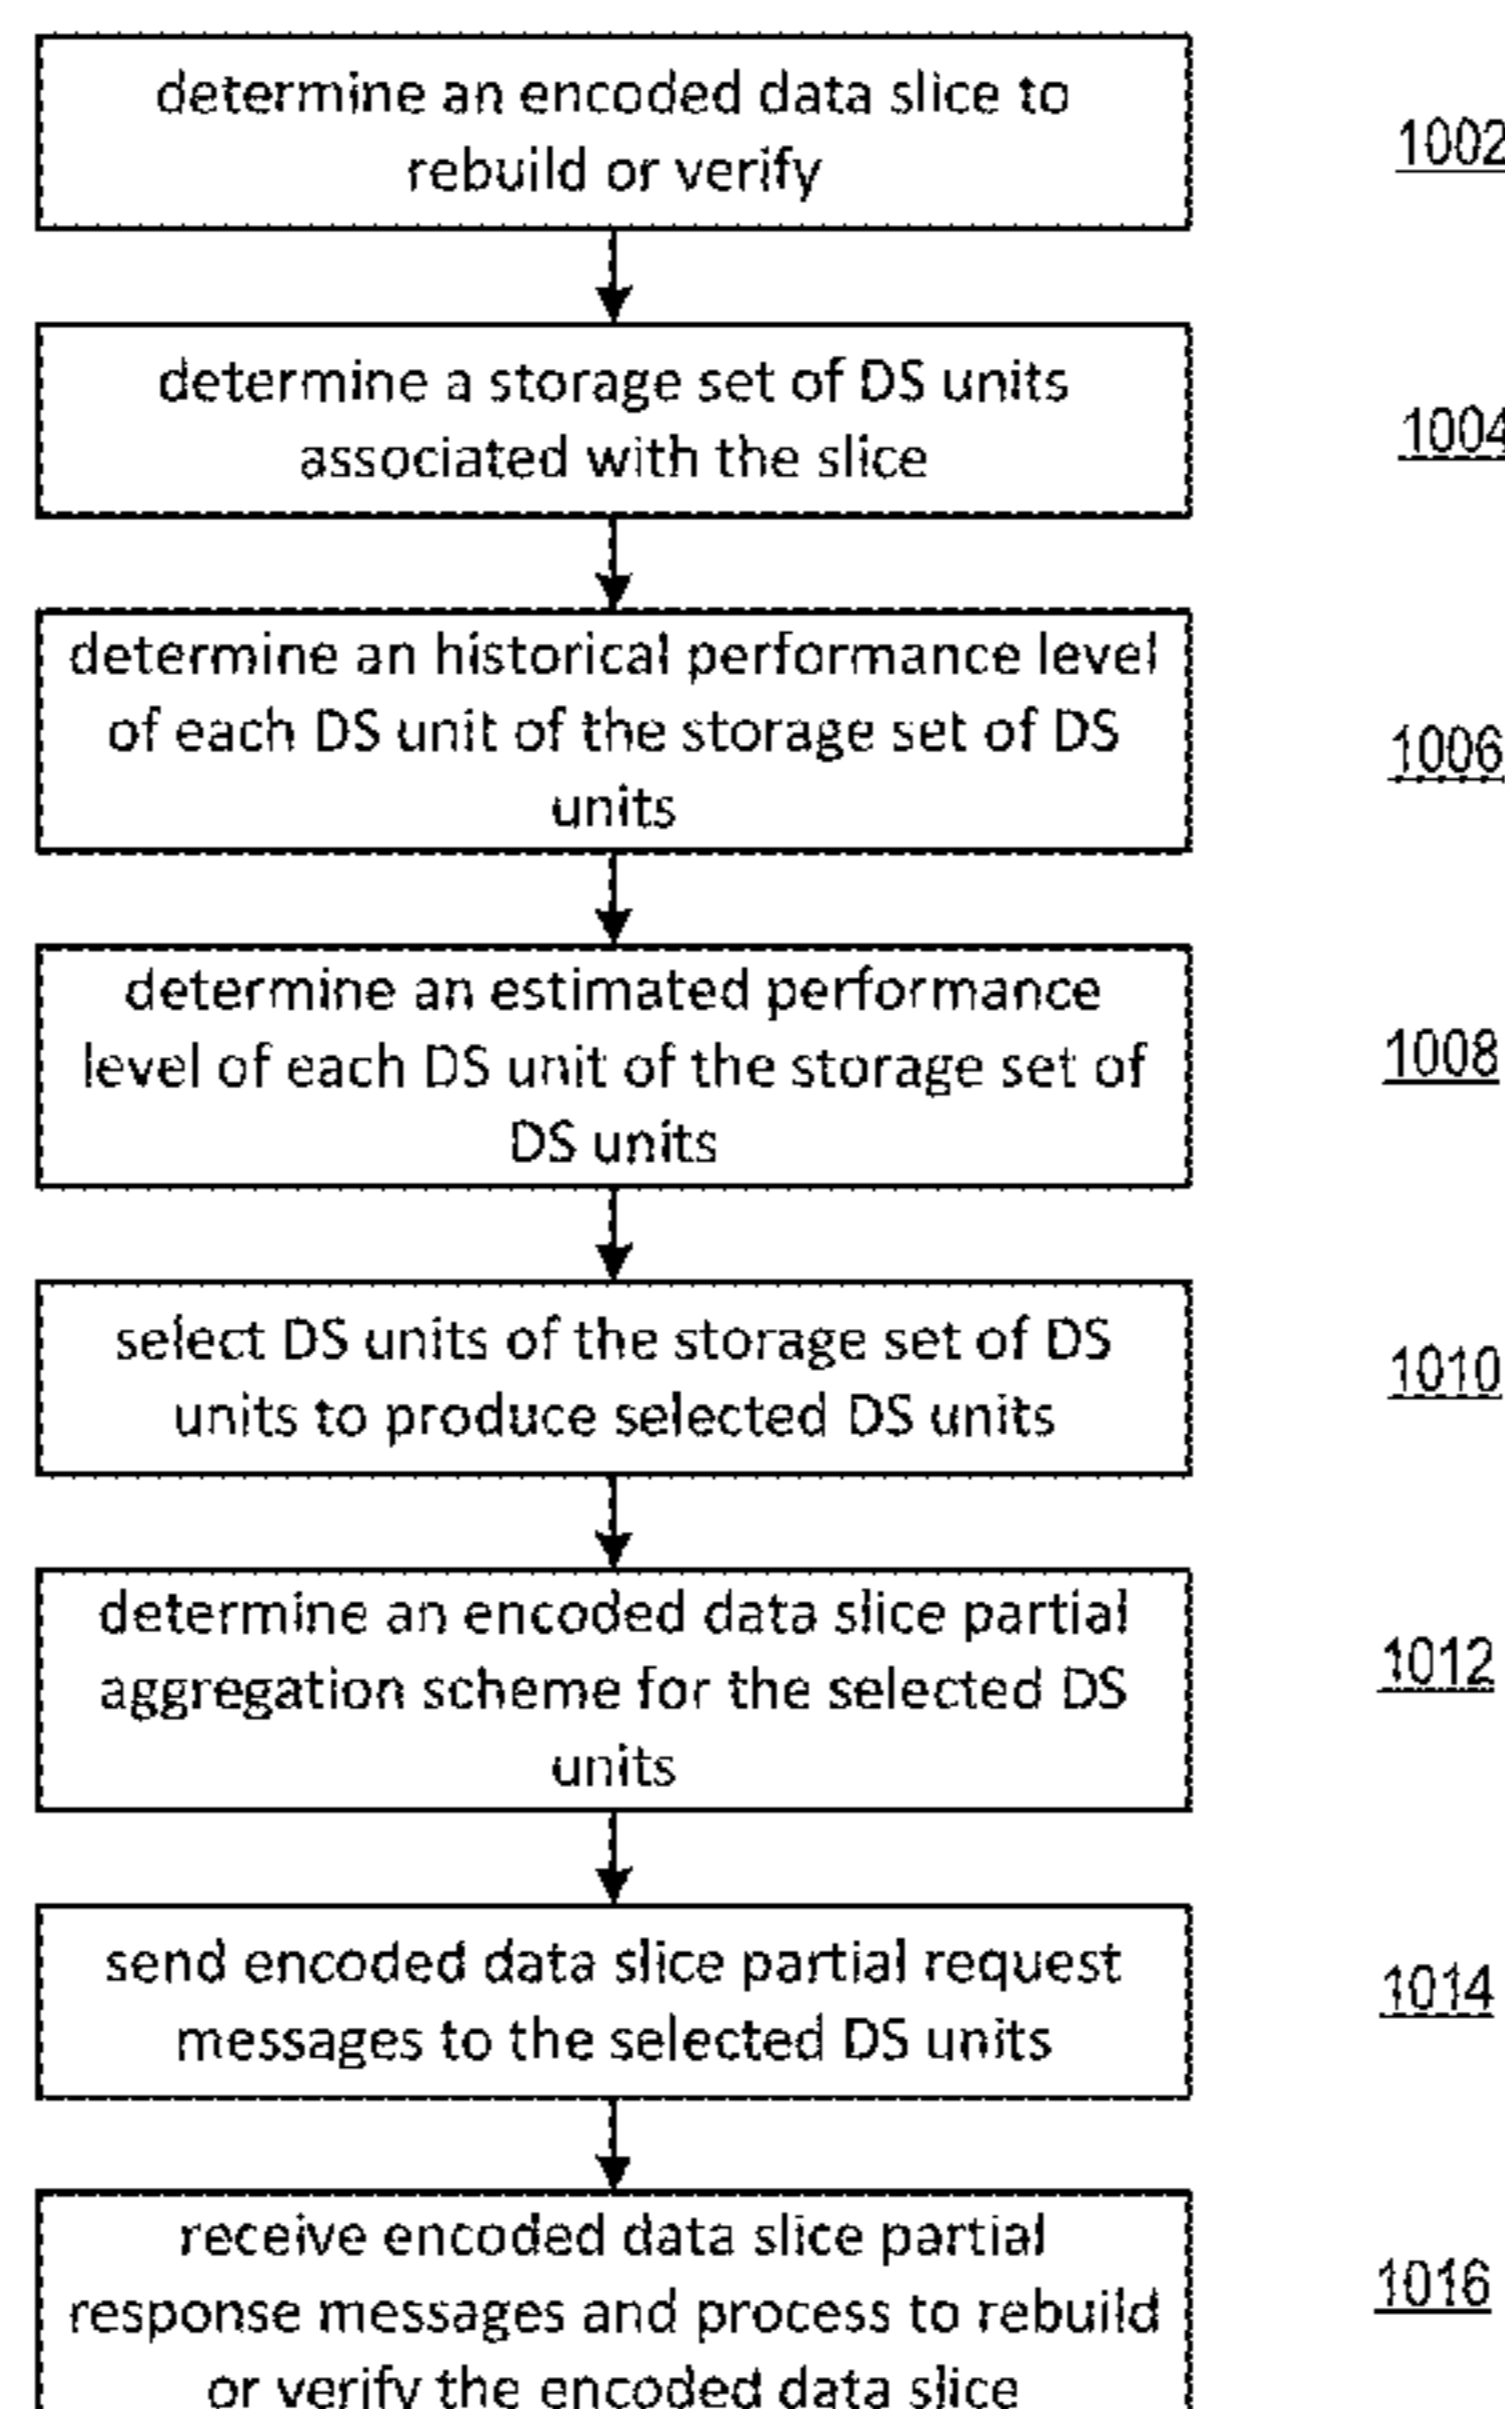 determine an encoded data slice to
rebuild or verify
1002
determine a storage set of DS units
associated with the slice
1004
determine an historical performance level
of each DS unit of the storage set of DS
units
1006
determine an estimated performance
level of each DS unit of the storage set of
DS units
1008
select DS units of the storage set of DS
units to produce selected DS units
1010
determine an encoded data slice partial
aggregation scheme for the selected DS
units
1012
send encoded data slice partial request
messages to the selected DS units
1014
receive encoded data slice partial
response messages and process to rebuild
or verify the encoded data slice
1016